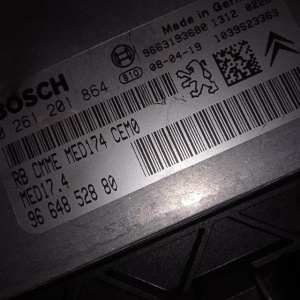 Made in Germany
BOSCH
9663193680 1312
0 261 201 864
010 08-04-19 1039S23363
RB CMME MED174 CEM0
MED17.4
96 648 528 80